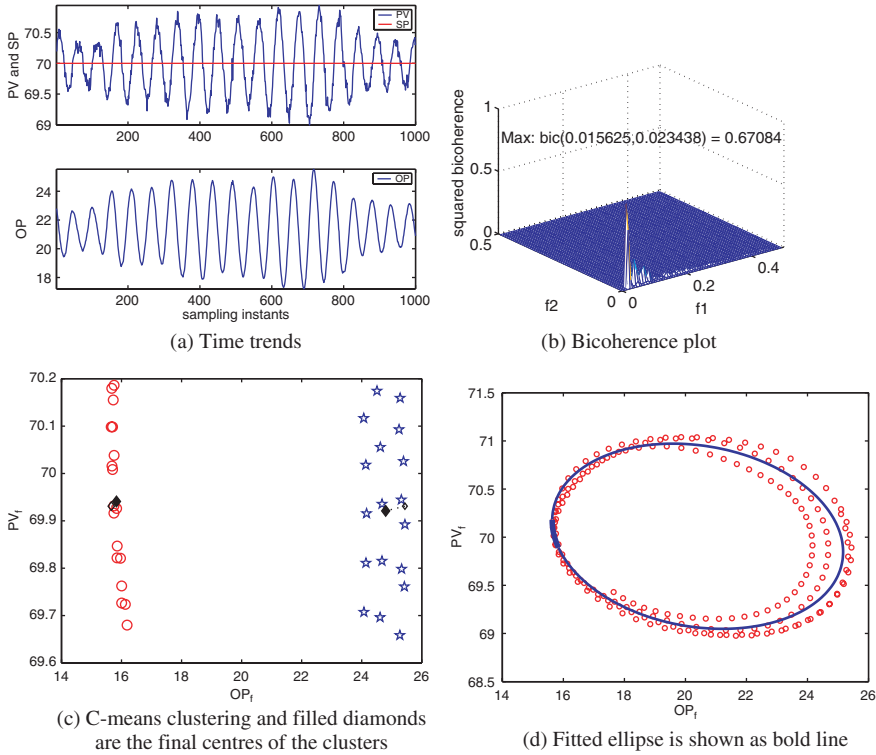 PV and SP
70.5
70
69.5
69
PV
SP
200 400 600 800 1000
OP
24
22
20
18
OP
200 400 600 800 1000
sampling instants
(a) Time trends
squared bicoherence
1
0.5
0
0.5
Max: bic(0.015625,0.023438) = 0.67084
f2
0 0
0.2
0.4
f1
(b) Bicoherence plot
PVf
70.2
70.1
70
69.9
69.8
69.7
69.6
14 16 18 20 22 24 26
OPf
(c) C-means clustering and filled diamonds
are the final centres of the clusters
PVf
71.5
71
70.5
70
69.5
69
68.5
14 16 18 20 22 24 26
OPf
(d) Fitted ellipse is shown as bold line